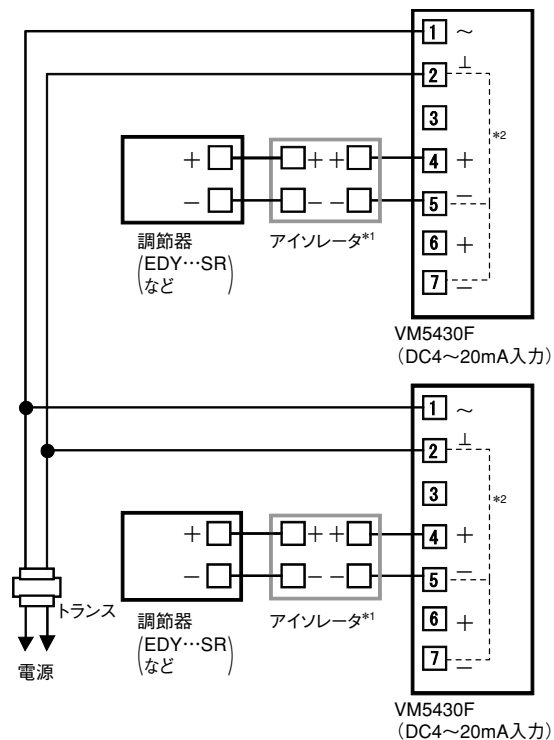 1 ~
2 ⊥
3
*2
+ + + 4 +
− − − 5 −
調節器
(EDY…SR)
など
アイソレータ*1
6 +
7 −
VM5430F
(DC4～20mA入力)
1 ~
2 ⊥
3
*2
+ + + 4 +
− − − 5 −
トランス
調節器
(EDY…SR)
など
アイソレータ*1
6 +
7 −
電源
VM5430F
(DC4～20mA入力)